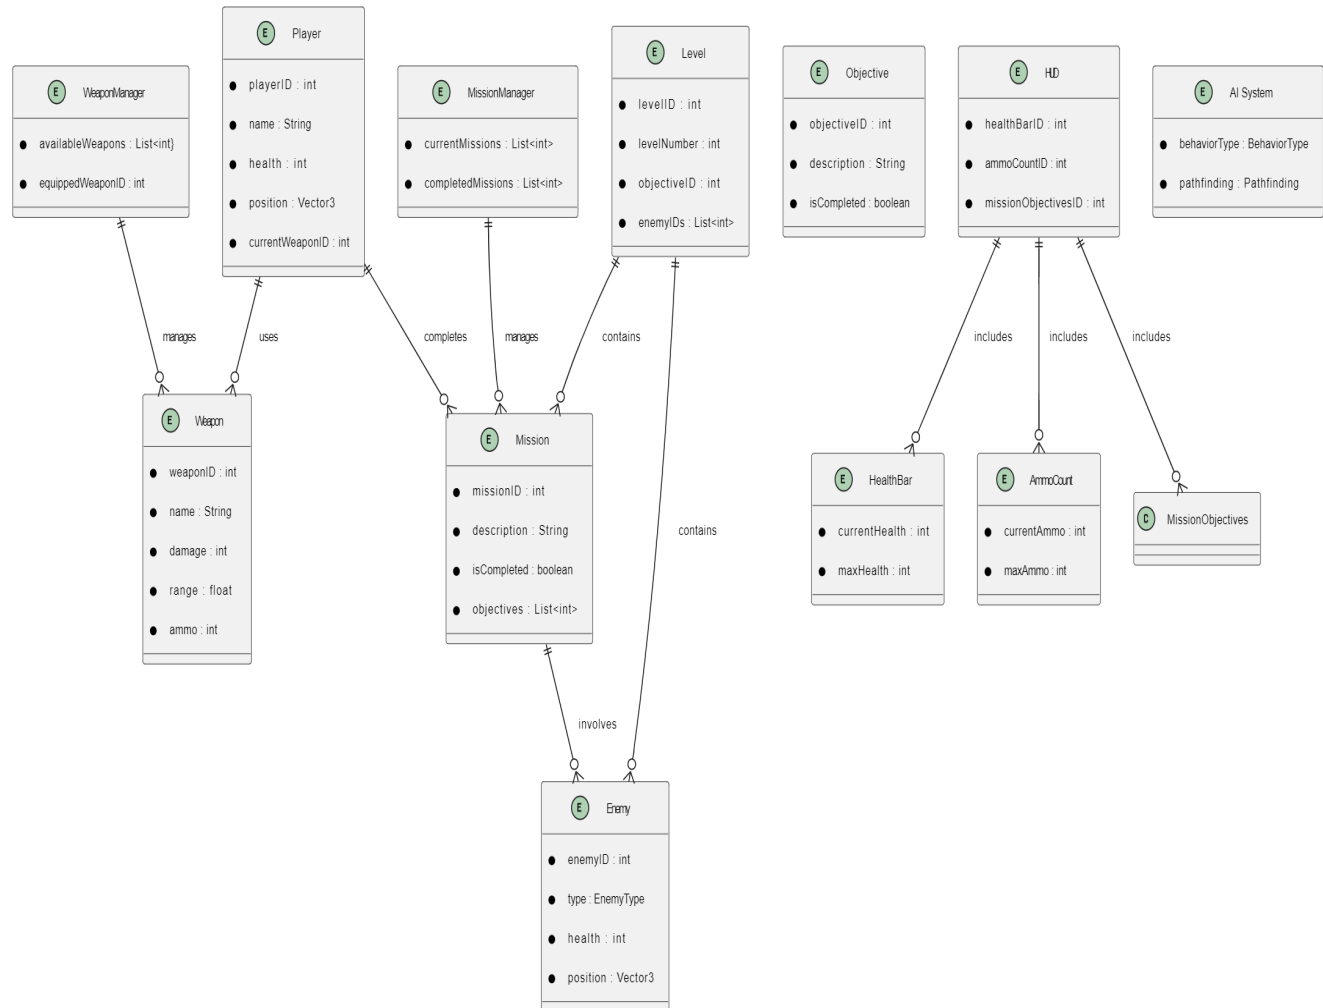 E WeaponManager
availableWeapons : List<int}
equippedWeaponID : int
E Player
playerID : int
name : String
health : int
position : Vector3
currentWeaponID : int
E MissionManager
currentMissions : List<int>
completedMissions : List<int>
E Level
levelID : int
levelNumber : int
objectiveID : int
enemyIDs : List<int>
E Objective
objectiveID : int
description : String
isCompleted : boolean
E HUD
healthBarID : int
ammoCountID : int
missionObjectivesID : int
E AI System
behaviorType : BehaviorType
pathfinding : Pathfinding
manages
uses
completes
manages
contains
includes
includes
includes
E Weapon
weaponID : int
name : String
damage : int
range : float
ammo : int
E Mission
missionID : int
description : String
isCompleted : boolean
objectives : List<int>
contains
E HealthBar
currentHealth : int
maxHealth : int
E AmmoCount
currentAmmo : int
maxAmmo : int
C MissionObjectives
involves
E Enemy
enemyID : int
type : EnemyType
health : int
position : Vector3